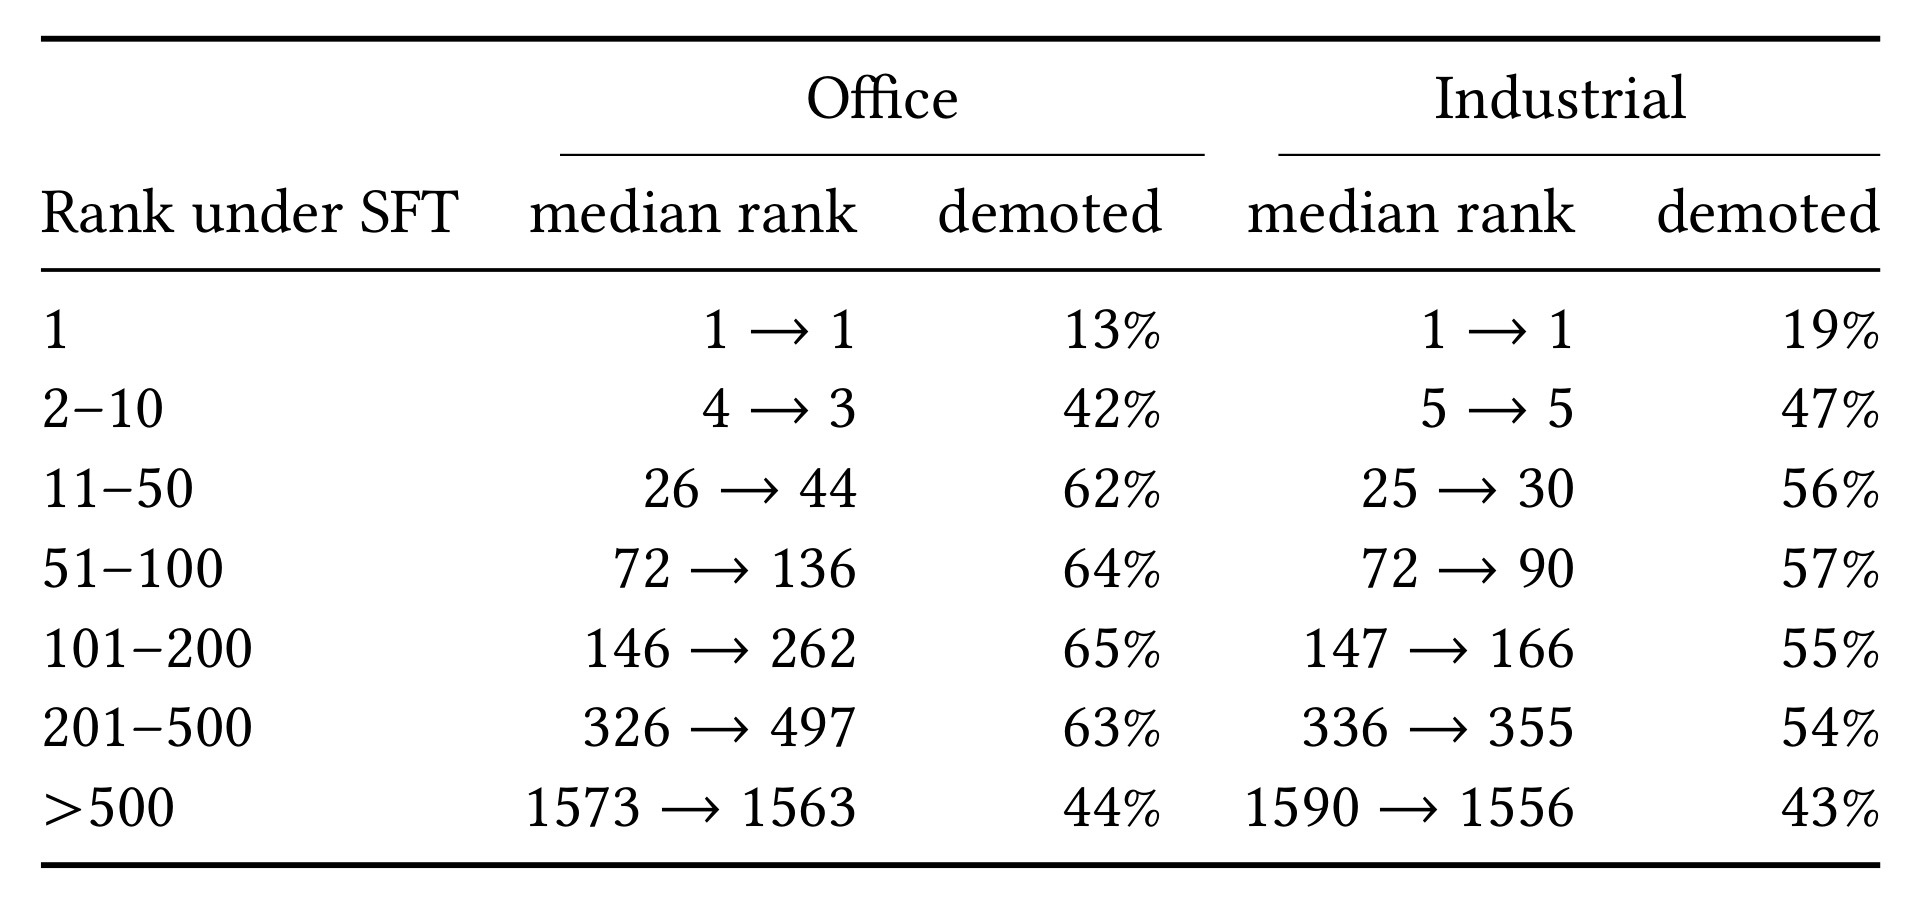 Office Industrial
Rank under SFT median rank demoted median rank demoted
1 1 ⟶ 1 13% 1 ⟶ 1 19%
2–10 4 ⟶ 3 42% 5 ⟶ 5 47%
11–50 26 ⟶ 44 62% 25 ⟶ 30 56%
51–100 72 ⟶ 136 64% 72 ⟶ 90 57%
101–200 146 ⟶ 262 65% 147 ⟶ 166 55%
201–500 326 ⟶ 497 63% 336 ⟶ 355 54%
>500 1573 ⟶ 1563 44% 1590 ⟶ 1556 43%